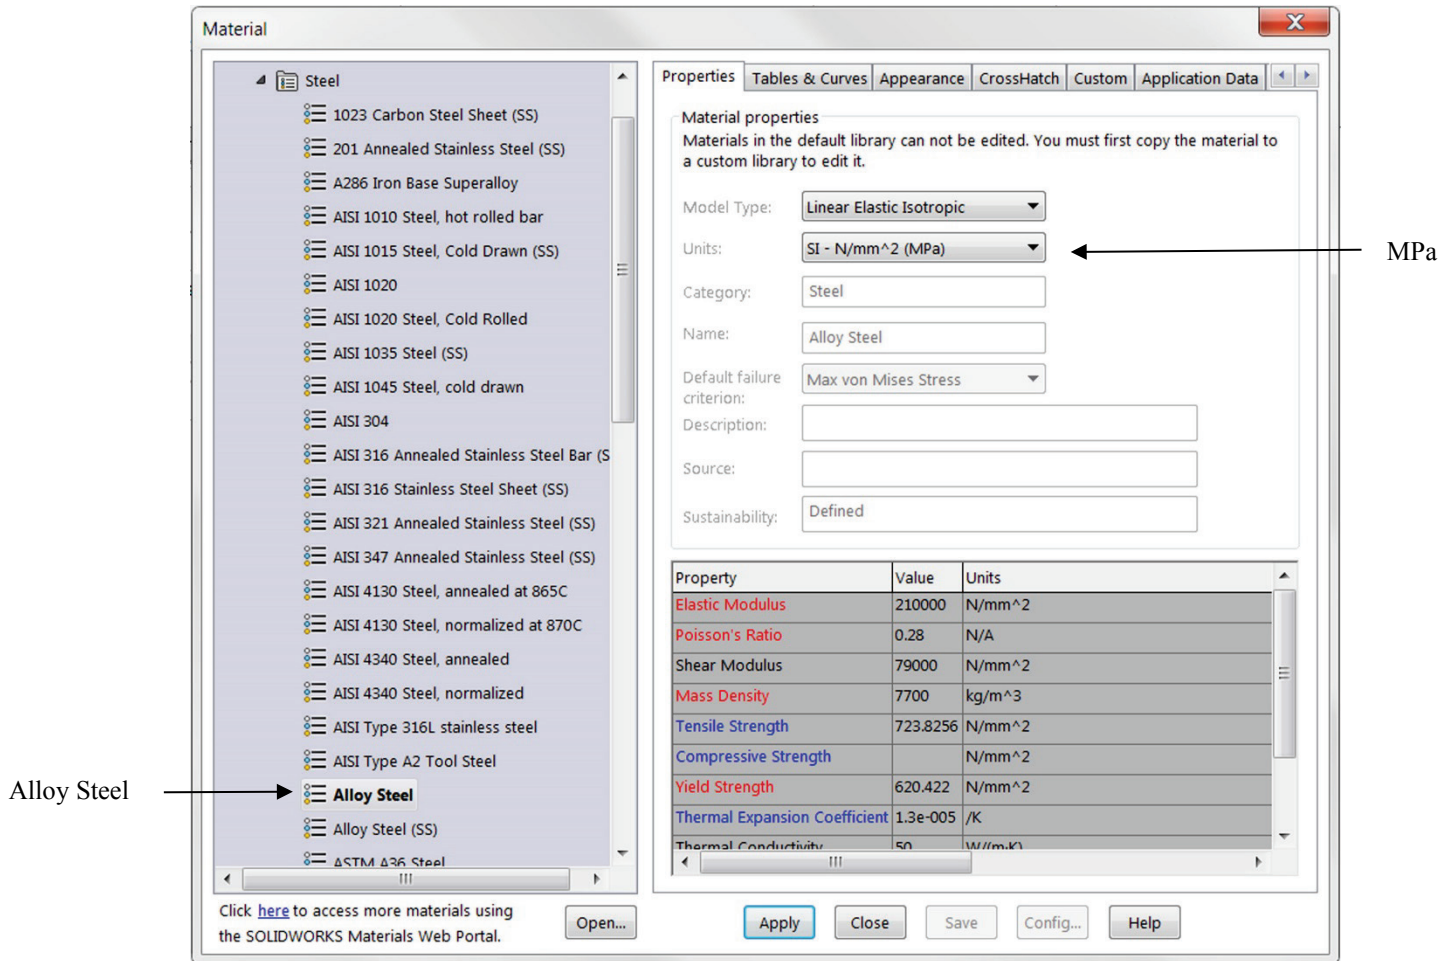 Material
X
Steel
1023 Carbon Steel Sheet (SS)
201 Annealed Stainless Steel (SS)
A286 Iron Base Superalloy
AISI 1010 Steel, hot rolled bar
AISI 1015 Steel, Cold Drawn (SS)
AISI 1020
AISI 1020 Steel, Cold Rolled
AISI 1035 Steel (SS)
AISI 1045 Steel, cold drawn
AISI 304
AISI 316 Annealed Stainless Steel Bar (S
AISI 316 Stainless Steel Sheet (SS)
AISI 321 Annealed Stainless Steel (SS)
AISI 347 Annealed Stainless Steel (SS)
AISI 4130 Steel, annealed at 865C
AISI 4130 Steel, normalized at 870C
AISI 4340 Steel, annealed
AISI 4340 Steel, normalized
AISI Type 316L stainless steel
AISI Type A2 Tool Steel
Alloy Steel
Alloy Steel
Alloy Steel (SS)
ASTM A36 Steel
Click here to access more materials using
the SOLIDWORKS Materials Web Portal.
Open...
Properties Tables & Curves Appearance CrossHatch Custom Application Data
Material properties
Materials in the default library can not be edited. You must first copy the material to
a custom library to edit it.
Model Type: Linear Elastic Isotropic
Units: SI - N/mm^2 (MPa)
MPa
Category: Steel
Name: Alloy Steel
Default failure
criterion:
Max von Mises Stress
Description:
Source:
Sustainability: Defined
Property Value Units
Elastic Modulus 210000 N/mm^2
Poisson's Ratio 0.28 N/A
Shear Modulus 79000 N/mm^2
Mass Density 7700 kg/m^3
Tensile Strength 723.8256 N/mm^2
Compressive Strength N/mm^2
Yield Strength 620.422 N/mm^2
Thermal Expansion Coefficient 1.3e-005 /K
Thermal Conductivity 50 W/(m·K)
Apply Close Save Config... Help